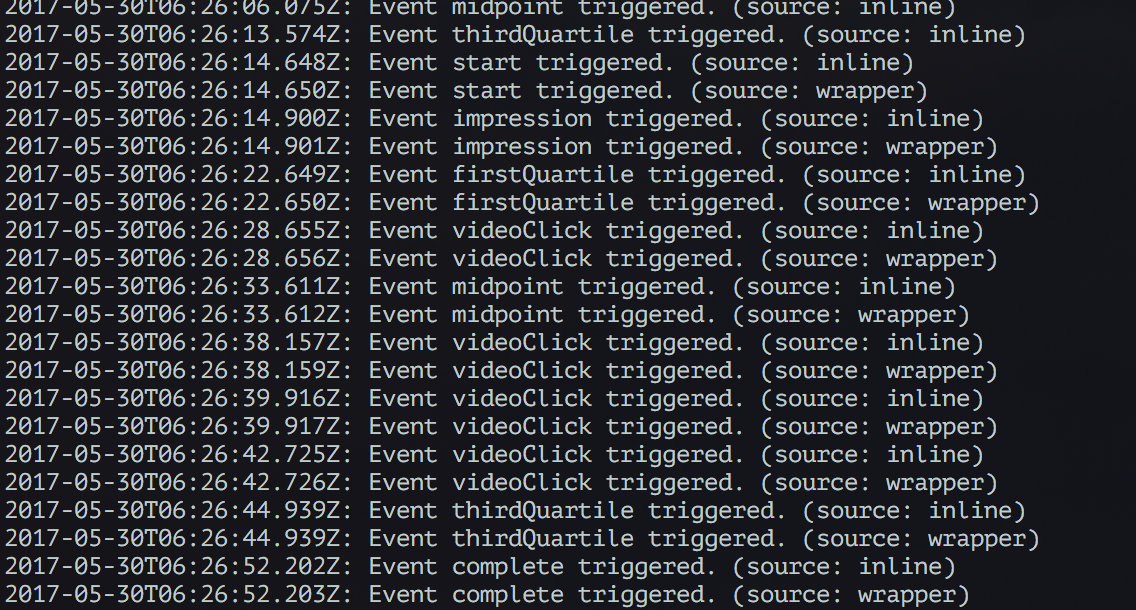 2017-05-30T06:26:06.075Z: Event midpoint triggered. (source: inline)
2017-05-30T06:26:13.574Z: Event thirdQuartile triggered. (source: inline)
2017-05-30T06:26:14.648Z: Event start triggered. (source: inline)
2017-05-30T06:26:14.650Z: Event start triggered. (source: wrapper)
2017-05-30T06:26:14.900Z: Event impression triggered. (source: inline)
2017-05-30T06:26:14.901Z: Event impression triggered. (source: wrapper)
2017-05-30T06:26:22.649Z: Event firstQuartile triggered. (source: inline)
2017-05-30T06:26:22.650Z: Event firstQuartile triggered. (source: wrapper)
2017-05-30T06:26:28.655Z: Event videoClick triggered. (source: inline)
2017-05-30T06:26:28.656Z: Event videoClick triggered. (source: wrapper)
2017-05-30T06:26:33.611Z: Event midpoint triggered. (source: inline)
2017-05-30T06:26:33.612Z: Event midpoint triggered. (source: wrapper)
2017-05-30T06:26:38.157Z: Event videoClick triggered. (source: inline)
2017-05-30T06:26:38.159Z: Event videoClick triggered. (source: wrapper)
2017-05-30T06:26:39.916Z: Event videoClick triggered. (source: inline)
2017-05-30T06:26:39.917Z: Event videoClick triggered. (source: wrapper)
2017-05-30T06:26:42.725Z: Event videoClick triggered. (source: inline)
2017-05-30T06:26:42.726Z: Event videoClick triggered. (source: wrapper)
2017-05-30T06:26:44.939Z: Event thirdQuartile triggered. (source: inline)
2017-05-30T06:26:44.939Z: Event thirdQuartile triggered. (source: wrapper)
2017-05-30T06:26:52.202Z: Event complete triggered. (source: inline)
2017-05-30T06:26:52.203Z: Event complete triggered. (source: wrapper)